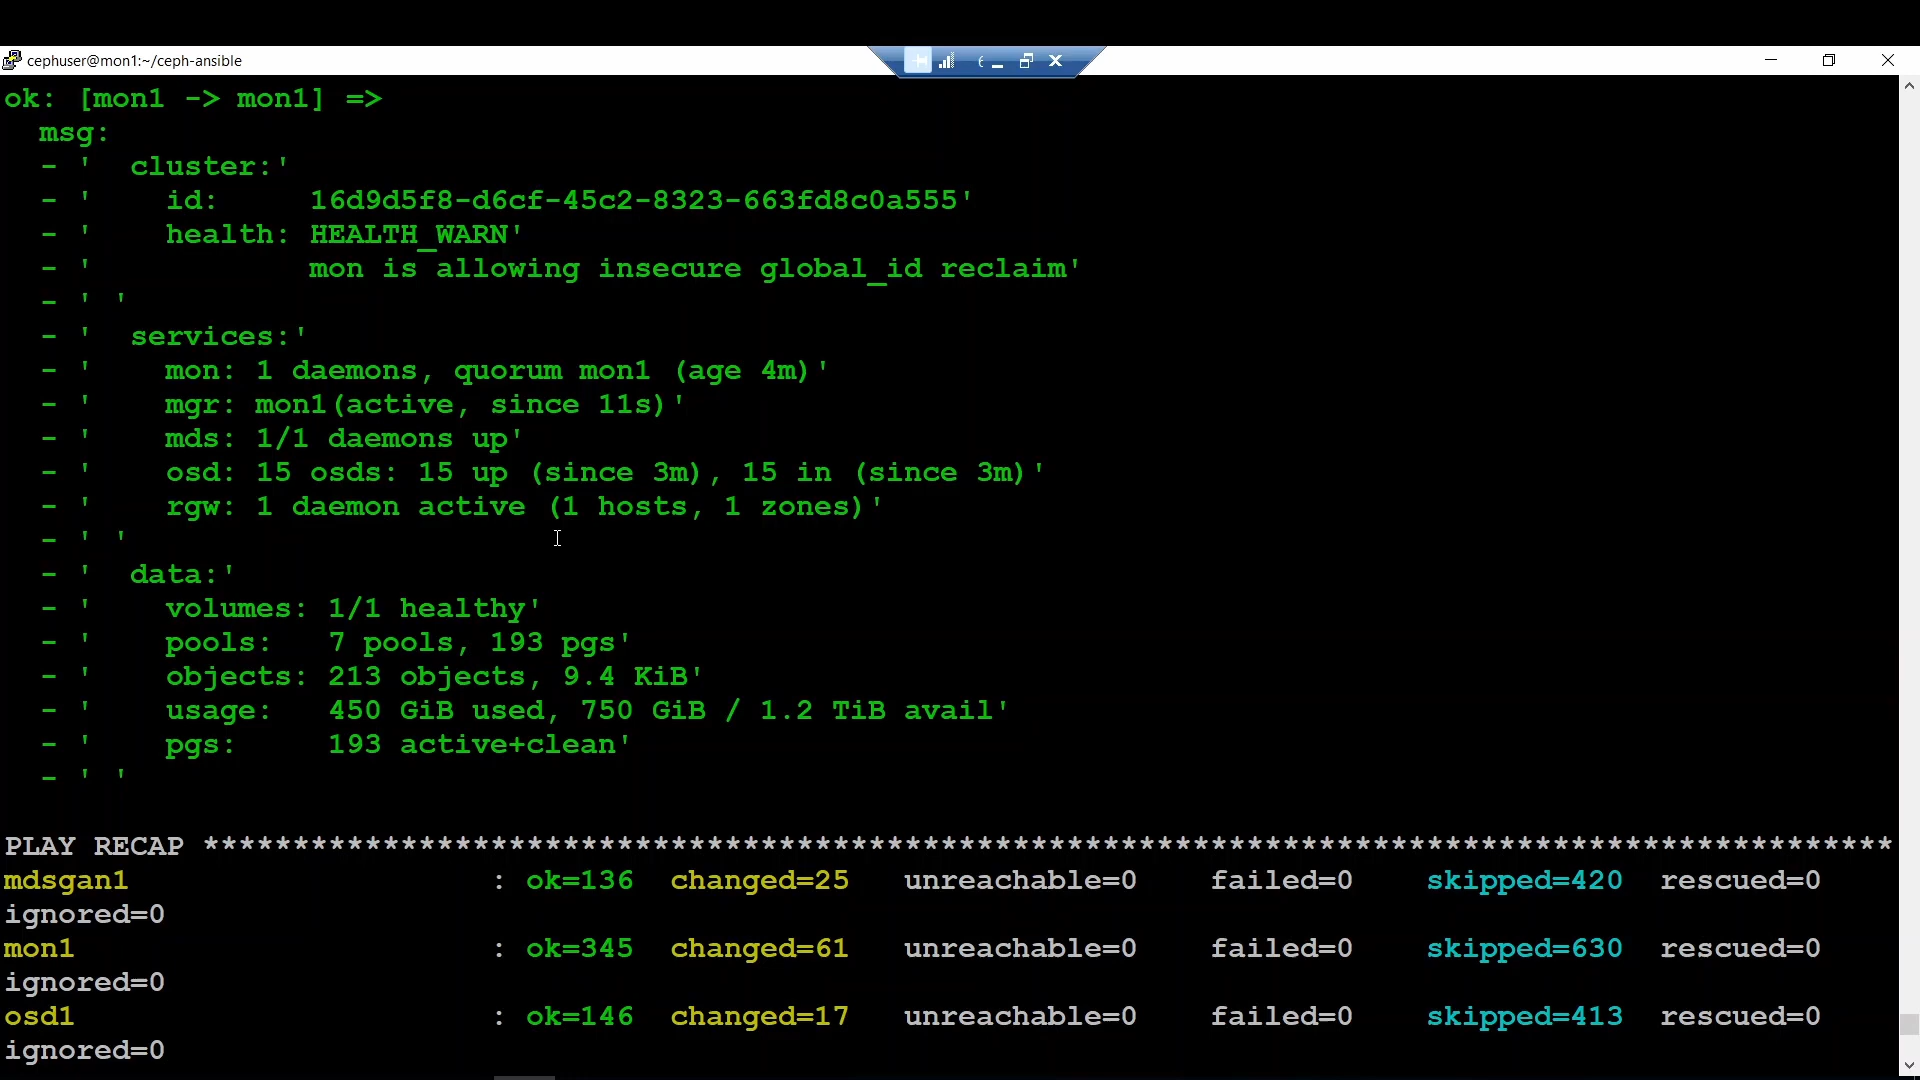 cephuser@mon1:~/ceph-ansible
ok: [mon1 -> mon1] =>
  msg:
  - '  cluster:'
  - '    id:     16d9d5f8-d6cf-45c2-8323-663fd8c0a555'
  - '    health: HEALTH_WARN'
  - '            mon is allowing insecure global_id reclaim'
  - ' '
  - '  services:'
  - '    mon: 1 daemons, quorum mon1 (age 4m)'
  - '    mgr: mon1(active, since 11s)'
  - '    mds: 1/1 daemons up'
  - '    osd: 15 osds: 15 up (since 3m), 15 in (since 3m)'
  - '    rgw: 1 daemon active (1 hosts, 1 zones)'
  - ' '
  - '  data:'
  - '    volumes: 1/1 healthy'
  - '    pools:   7 pools, 193 pgs'
  - '    objects: 213 objects, 9.4 KiB'
  - '    usage:   450 GiB used, 750 GiB / 1.2 TiB avail'
  - '    pgs:     193 active+clean'
  - ' '
PLAY RECAP **********************************************************************************************
mdsgan1                    : ok=136  changed=25   unreachable=0    failed=0    skipped=420  rescued=0
ignored=0
mon1                       : ok=345  changed=61   unreachable=0    failed=0    skipped=630  rescued=0
ignored=0
osd1                       : ok=146  changed=17   unreachable=0    failed=0    skipped=413  rescued=0
ignored=0